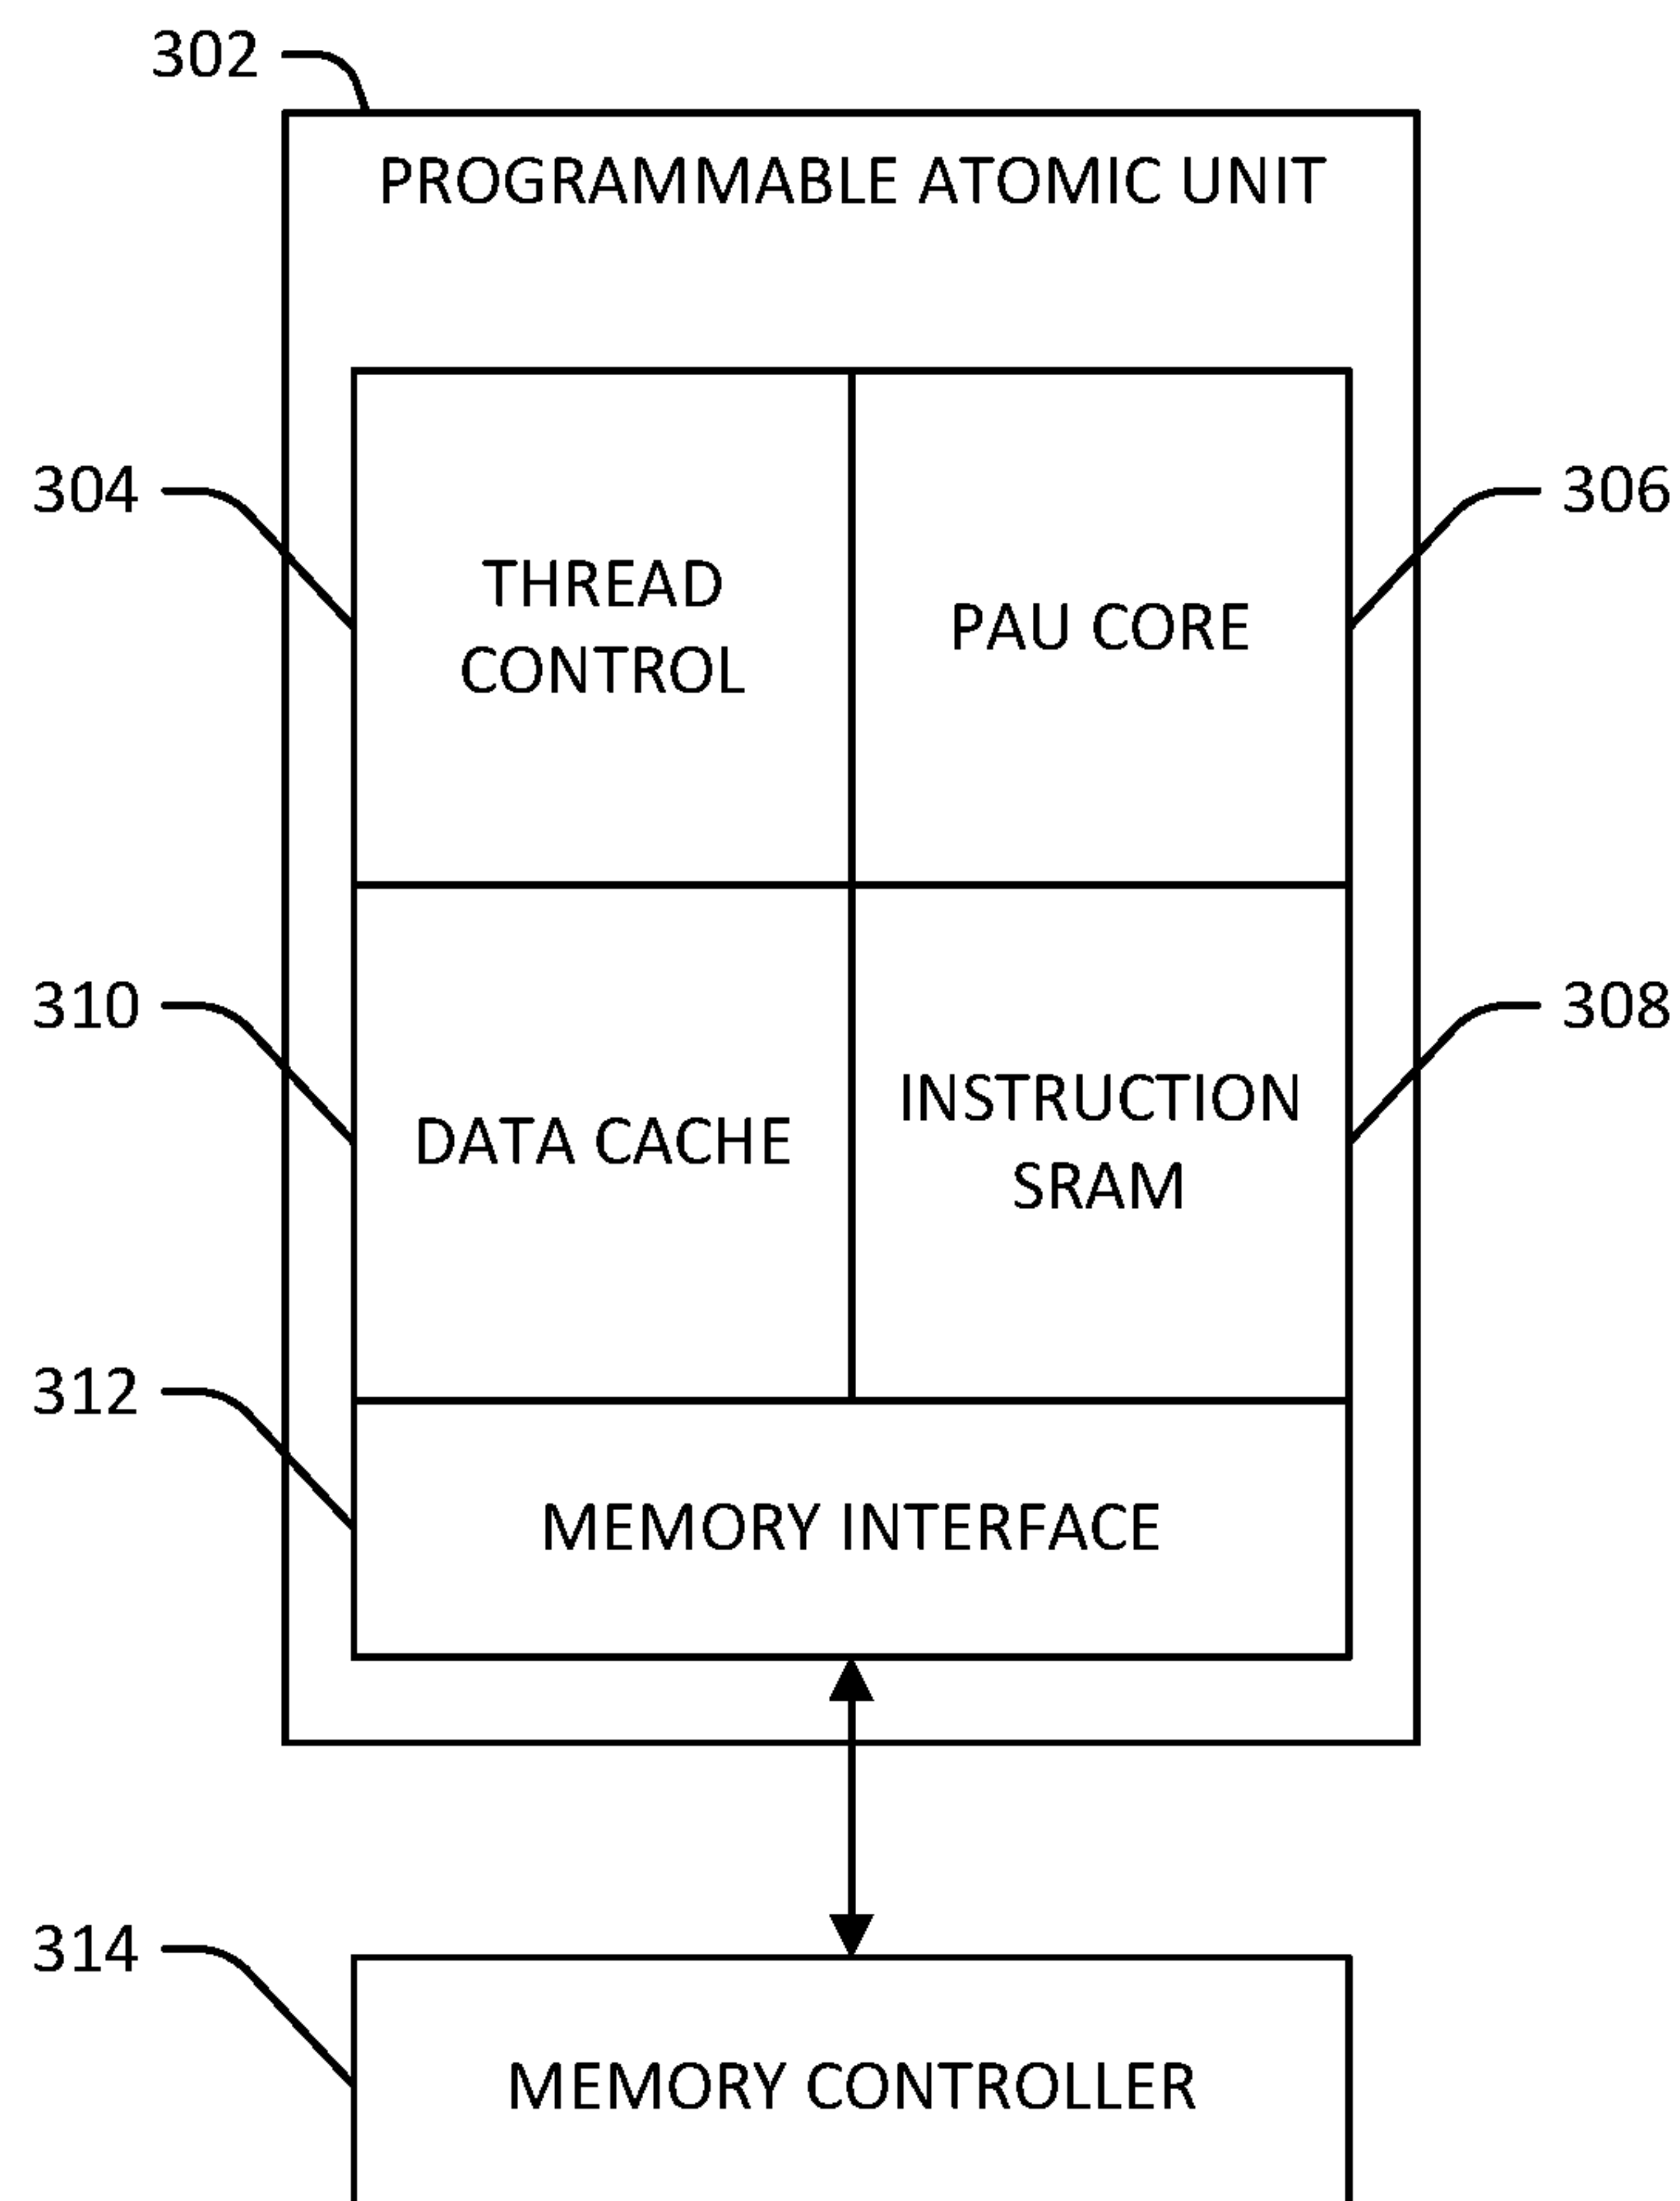 302
PROGRAMMABLE ATOMIC UNIT
304
306
THREAD
CONTROL
PAU CORE
310
308
DATA CACHE
INSTRUCTION
SRAM
312
MEMORY INTERFACE
314
MEMORY CONTROLLER